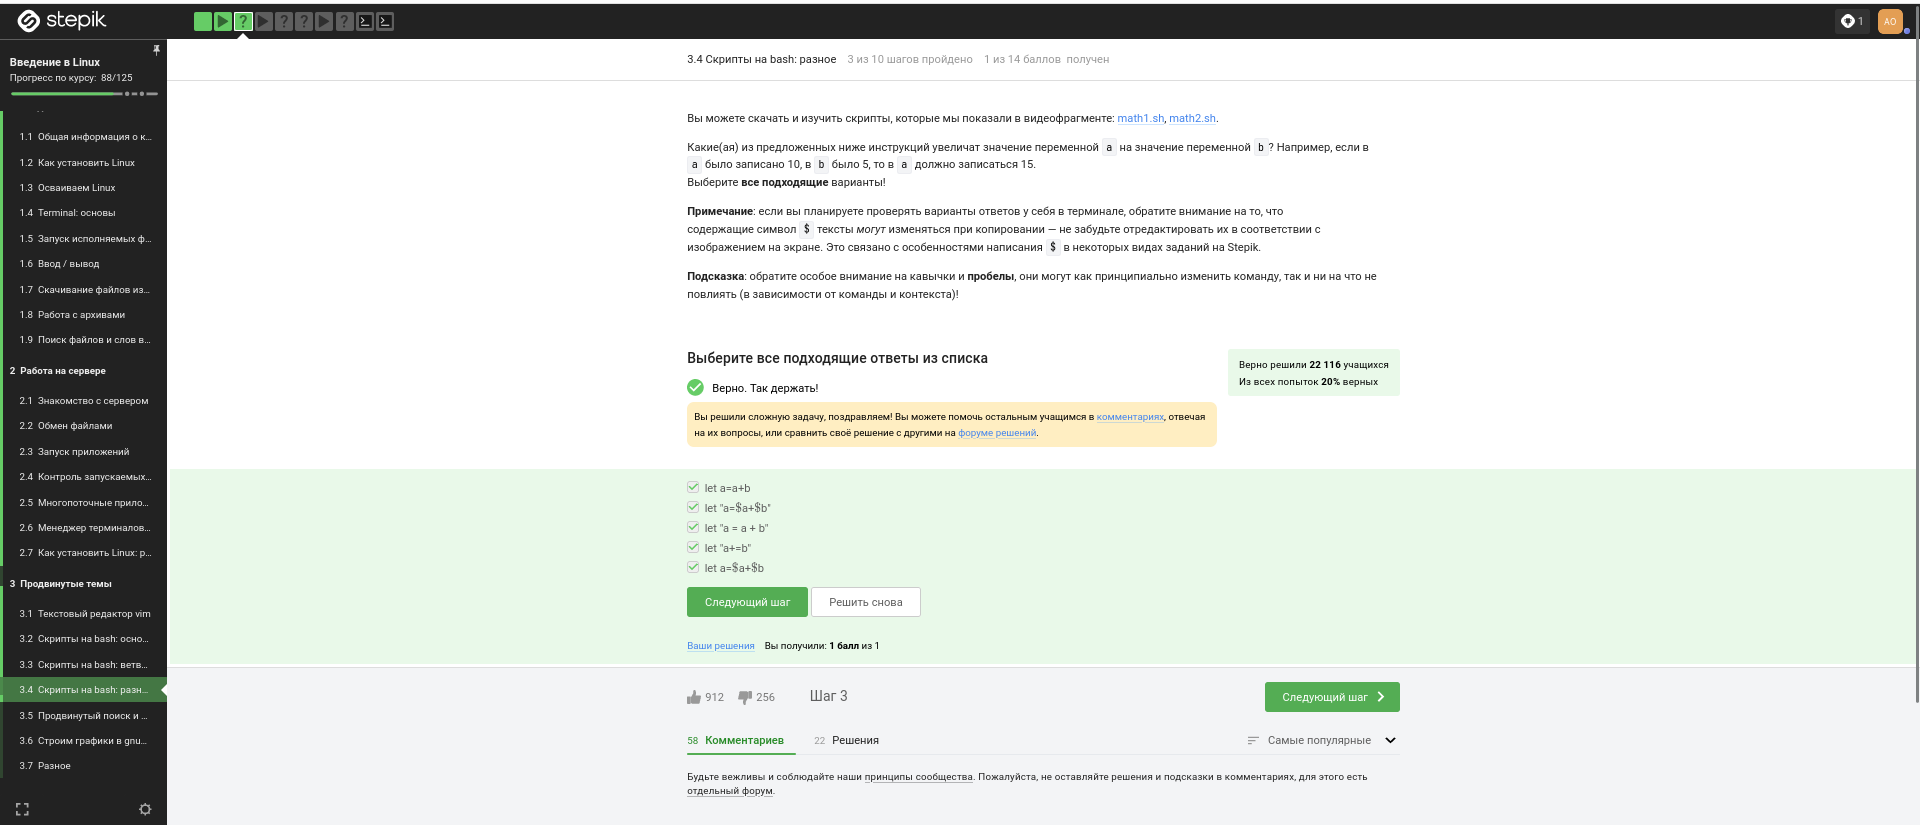 stepik
1
AO
Введение в Linux
Прогресс по курсу: 88/125
1.1 Общая информация о к...
1.2 Как установить Linux
1.3 Осваиваем Linux
1.4 Terminal: основы
1.5 Запуск исполняемых ф...
1.6 Ввод / вывод
1.7 Скачивание файлов из...
1.8 Работа с архивами
1.9 Поиск файлов и слов в...
2 Работа на сервере
2.1 Знакомство с сервером
2.2 Обмен файлами
2.3 Запуск приложений
2.4 Контроль запускаемых...
2.5 Многопоточные прило...
2.6 Менеджер терминалов...
2.7 Как установить Linux: р...
3 Продвинутые темы
3.1 Текстовый редактор vim
3.2 Скрипты на bash: осно...
3.3 Скрипты на bash: ветв...
3.4 Скрипты на bash: разн...
3.5 Продвинутый поиск и ...
3.6 Строим графики в gnu...
3.7 Разное
3.4 Скрипты на bash: разное 3 из 10 шагов пройдено 1 из 14 баллов получен
Вы можете скачать и изучить скрипты, которые мы показали в видеофрагменте: math1.sh, math2.sh.
Какие(ая) из предложенных ниже инструкций увеличат значение переменной a на значение переменной b ? Например, если в
a было записано 10, в b было 5, то в a должно записаться 15.
Выберите все подходящие варианты!
Примечание: если вы планируете проверять варианты ответов у себя в терминале, обратите внимание на то, что
содержащие символ $ тексты могут изменяться при копировании — не забудьте отредактировать их в соответствии с
изображением на экране. Это связано с особенностями написания $ в некоторых видах заданий на Stepik.
Подсказка: обратите особое внимание на кавычки и пробелы, они могут как принципиально изменить команду, так и ни на что не
повлиять (в зависимости от команды и контекста)!
Выберите все подходящие ответы из списка
Верно решили 22 116 учащихся
Из всех попыток 20% верных
Верно. Так держать!
Вы решили сложную задачу, поздравляем! Вы можете помочь остальным учащимся в комментариях, отвечая
на их вопросы, или сравнить своё решение с другими на форуме решений.
let a=a+b
let "a=$a+$b"
let "a = a + b"
let "a+=b"
let a=$a+$b
Следующий шаг Решить снова
Ваши решения Вы получили: 1 балл из 1
912 256 Шаг 3 Следующий шаг
58 Комментариев 22 Решения Самые популярные
Будьте вежливы и соблюдайте наши принципы сообщества. Пожалуйста, не оставляйте решения и подсказки в комментариях, для этого есть
отдельный форум.